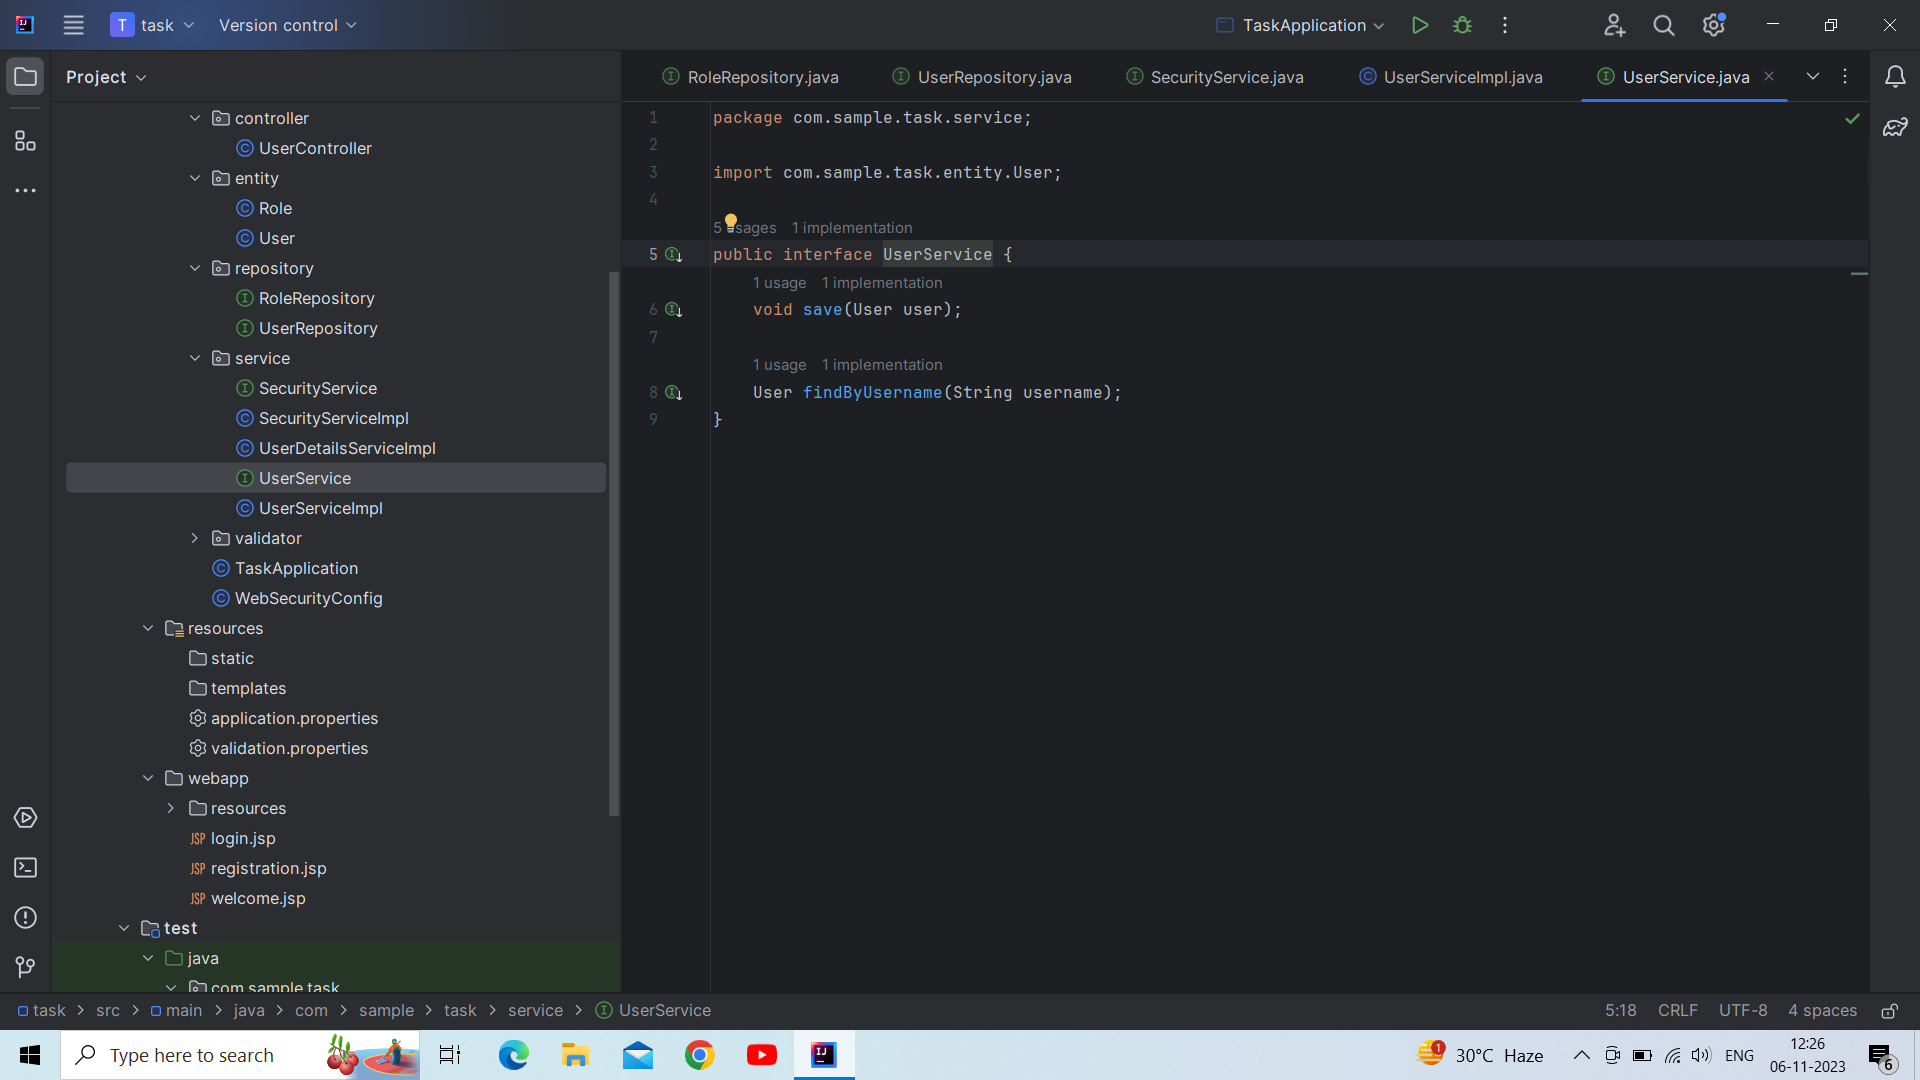 T task Version control TaskApplication
Project
RoleRepository.java UserRepository.java SecurityService.java UserServiceImpl.java UserService.java
controller
UserController
entity
Role
User
repository
RoleRepository
UserRepository
service
SecurityService
SecurityServiceImpl
UserDetailsServiceImpl
UserService
UserServiceImpl
validator
TaskApplication
WebSecurityConfig
resources
static
templates
application.properties
validation.properties
webapp
resources
JSP login.jsp
JSP registration.jsp
JSP welcome.jsp
test
java
com.sample.task
1 package com.sample.task.service;
2
3 import com.sample.task.entity.User;
4
5 usages 1 implementation
5 public interface UserService {
1 usage 1 implementation
6 void save(User user);
7
1 usage 1 implementation
8 User findByUsername(String username);
9 }
task > src > main > java > com > sample > task > service > UserService
5:18 CRLF UTF-8 4 spaces
Type here to search
1 30°C Haze ENG 12:26
06-11-2023 6